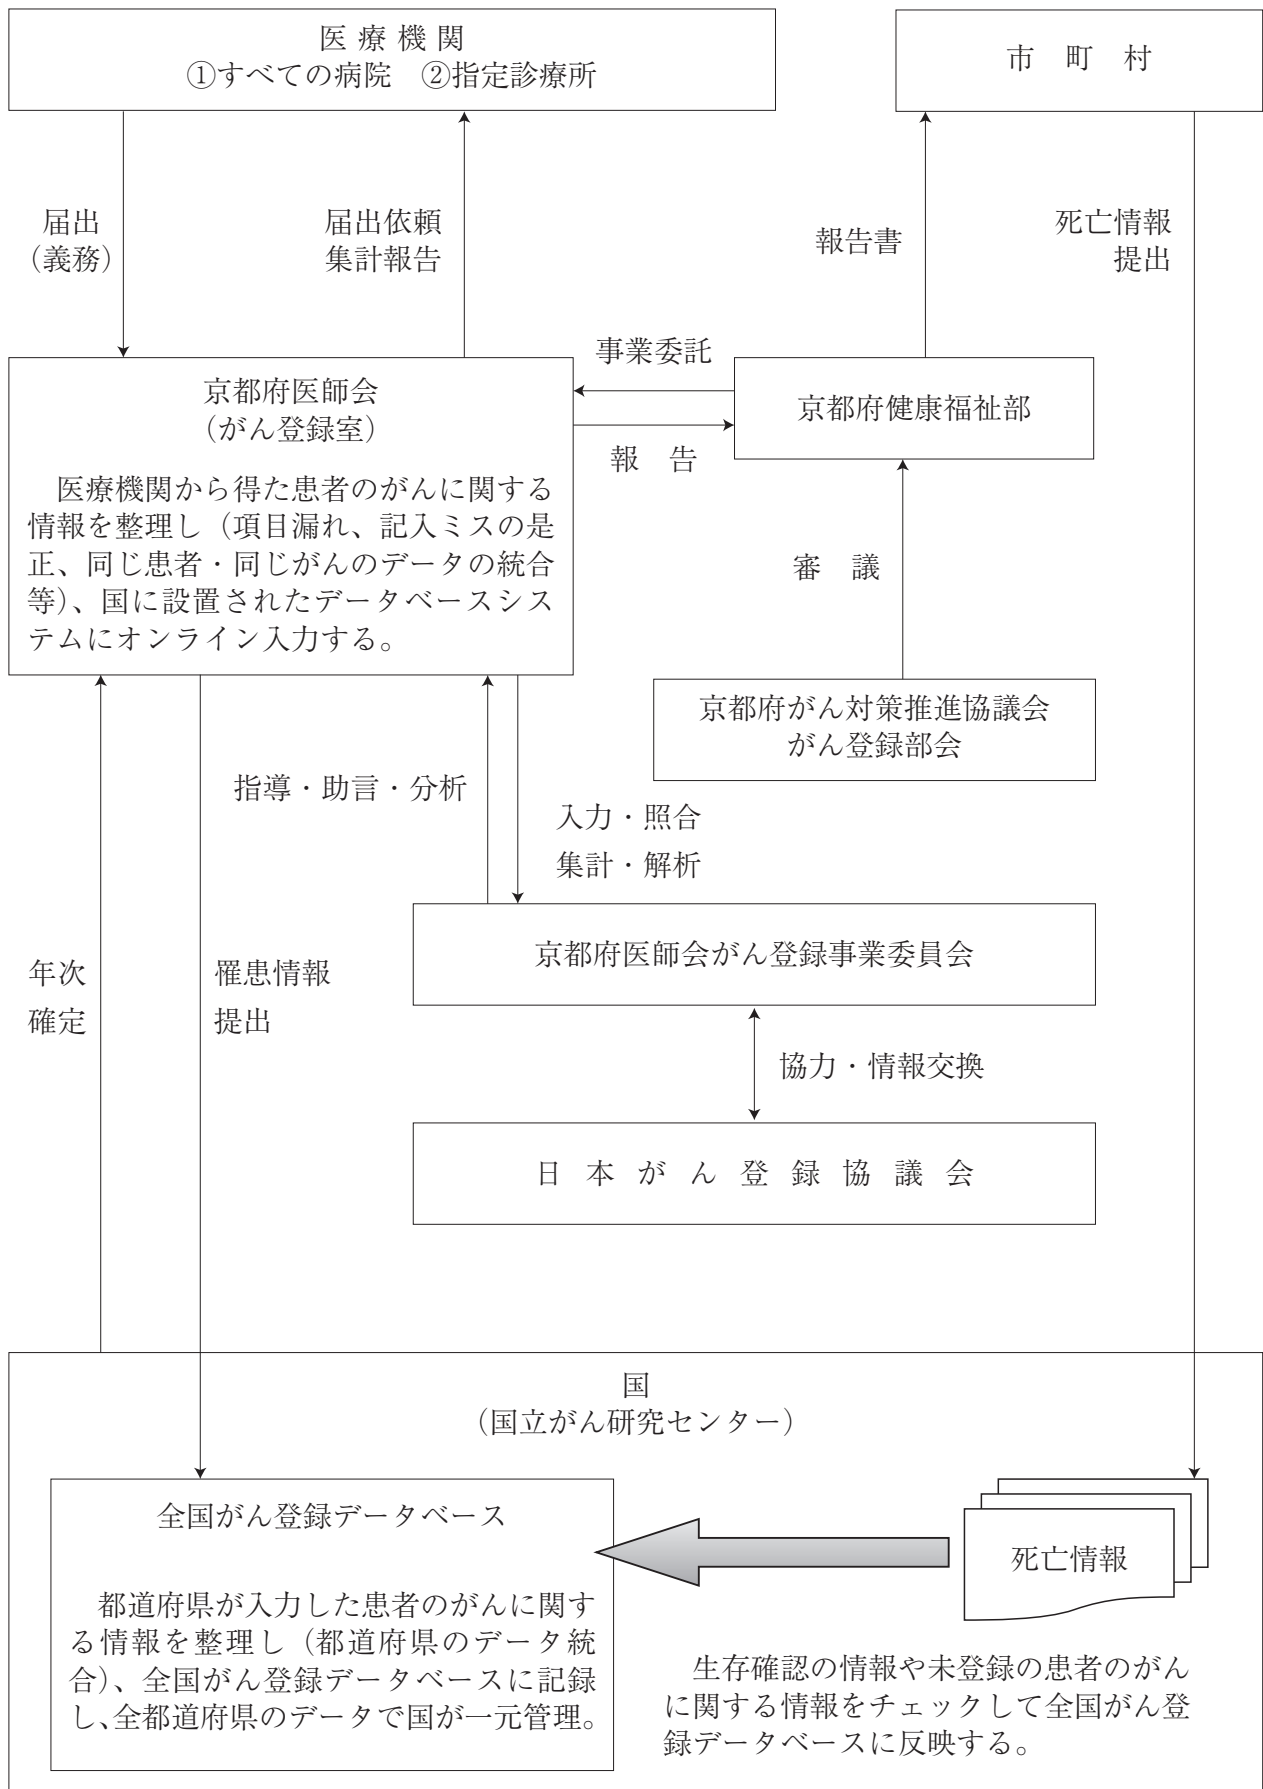 医療機関
①すべての病院　②指定診療所
市　町　村
届出
（義務）
届出依頼
集計報告
報告書
死亡情報
提出
京都府医師会
（がん登録室）
医療機関から得た患者のがんに関する
情報を整理し（項目漏れ、記入ミスの是
正、同じ患者・同じがんのデータの統合
等）、国に設置されたデータベースシス
テムにオンライン入力する。
事業委託
報　告
京都府健康福祉部
審　議
京都府がん対策推進協議会
がん登録部会
指導・助言・分析
入力・照合
集計・解析
京都府医師会がん登録事業委員会
年次
確定
罹患情報
提出
協力・情報交換
日本がん登録協議会
国
（国立がん研究センター）
全国がん登録データベース
都道府県が入力した患者のがんに関す
る情報を整理し（都道府県のデータ統
合）、全国がん登録データベースに記録
し、全都道府県のデータで国が一元管理。
死亡情報
生存確認の情報や未登録の患者のがん
に関する情報をチェックして全国がん登
録データベースに反映する。